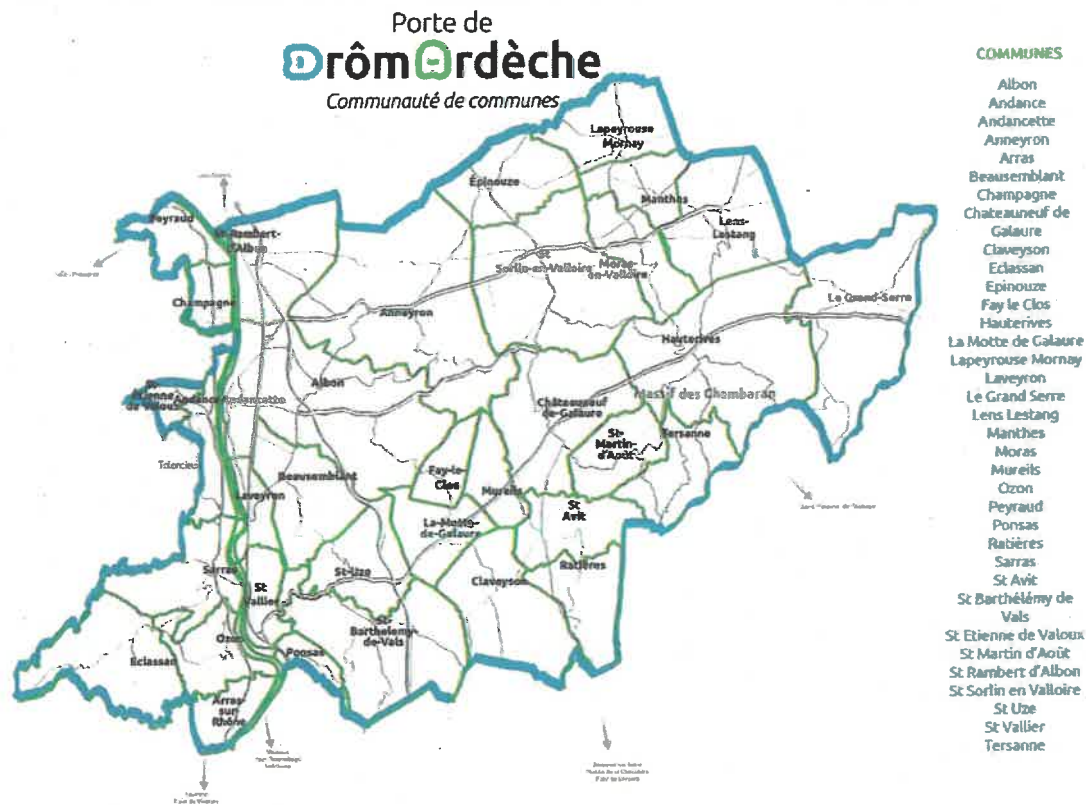 Porte de
DrômArdèche
Communauté de communes
COMMUNES
Albon
Andance
Andancette
Anneyron
Arras
Beausemblant
Champagne
Chateauneuf de
Galaure
Claveyson
Eclassan
Epinouze
Fay le Clos
Hauterives
La Motte de Galaure
Lapeyrouse Mornay
Laveyron
Le Grand Serre
Lens Lestang
Manthes
Moras
Mureils
Ozon
Peyraud
Ponsas
Ratières
Sarras
St Avit
St Barthélémy de
Vals
St Etienne de Valoux
St Martin d'Août
St Rambert d'Albon
St Sorlin en Valloire
St Uze
St Vallier
Tersanne
Lapeyrouse
Mornay
Épinouze
Manthes
Lens-
Lestang
Peyraud
St-Rambert-
d'Albon
St
Sorlin-en-Valloire
Moras-
en-Valloire
Champagne
Le Grand-Serre
Anneyron
Hauterives
Albon
St-
Etienne
de Valoux
Andance
Andancette
Châteauneuf
de-Galaure
Massif des Chambaran
St-
Martin-
d'Août
Tersanne
Talencieux
Beausemblant
Fay-le-
Clos
Laveyron
Mureils
St
Avit
La-Motte-
de-Galaure
Sarras
St
Vallier
St-Uze
Claveyson
Ratières
St-
Barthelemy-
de-Vals
Ozon
Eclassan
Ponsas
Arras-
sur-
Rhône